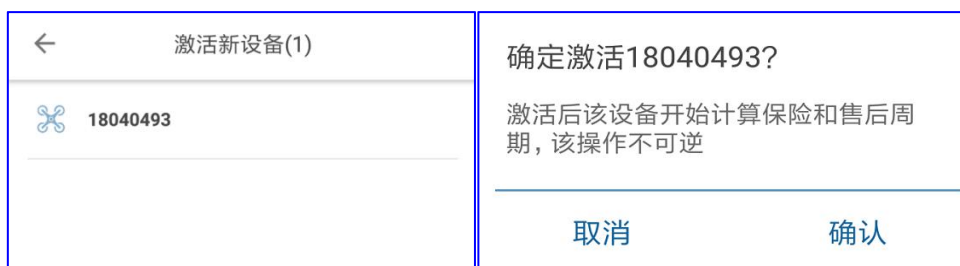 激活新设备(1)
18040493
确定激活18040493?
激活后该设备开始计算保险和售后周
期，该操作不可逆
取消
确认